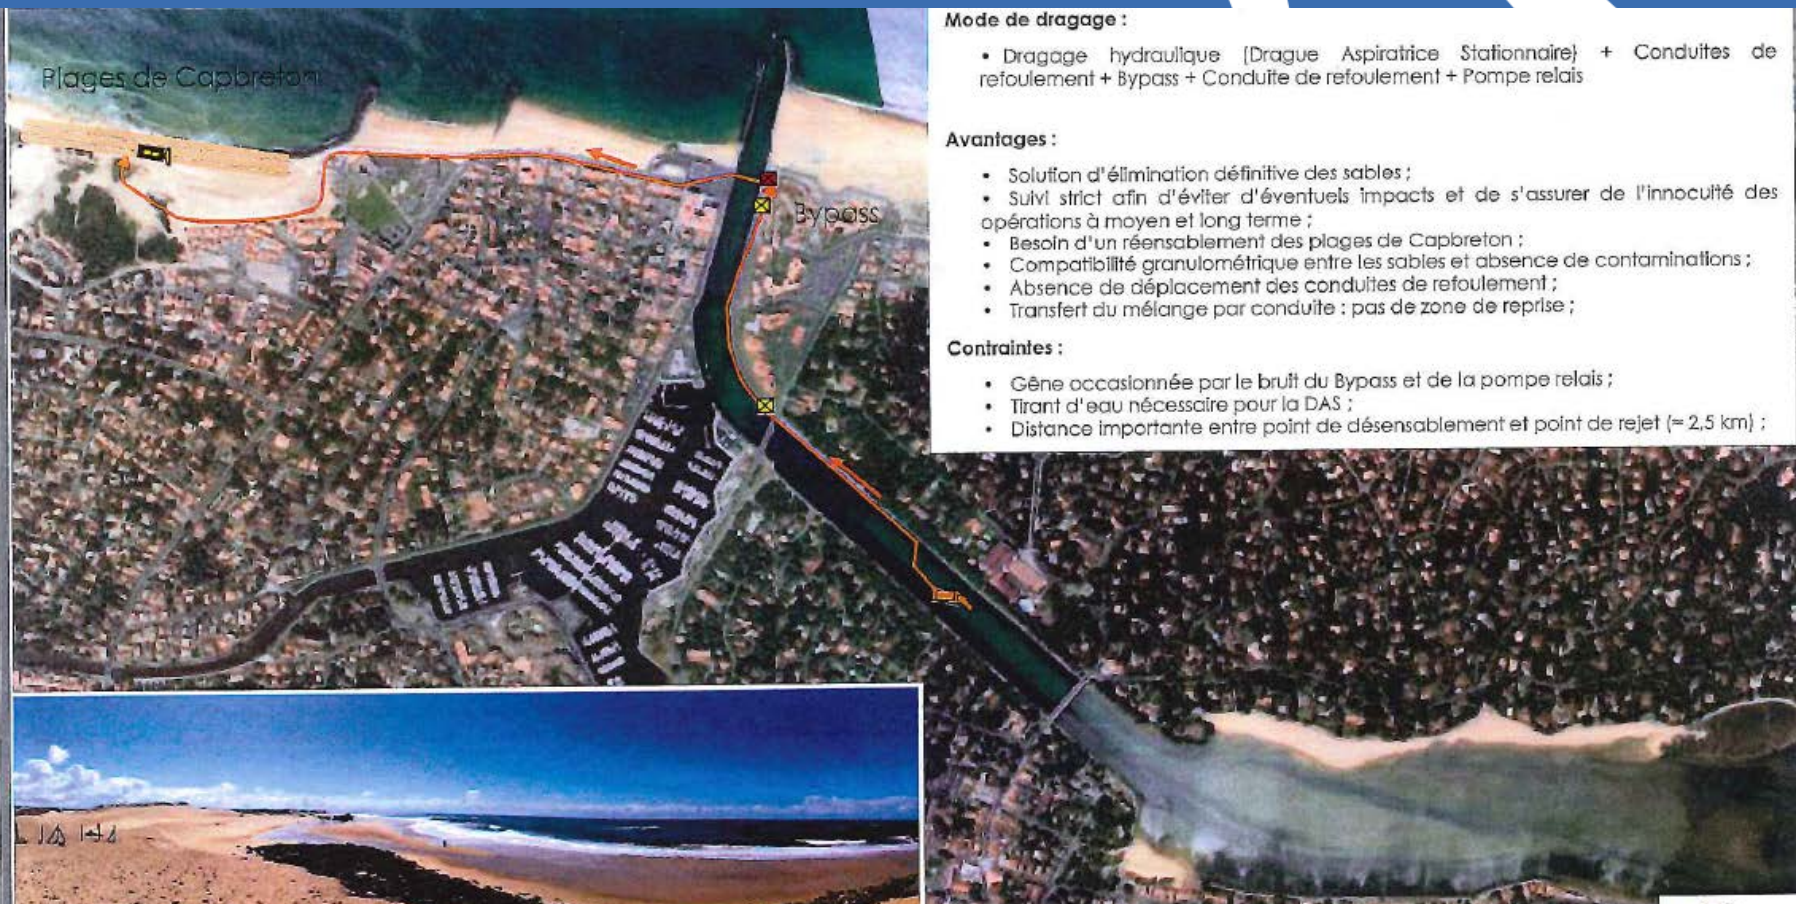 Plages de Capbreton
Bypass
Mode de dragage :
• Dragage hydraulique (Drague Aspiratrice Stationnaire) + Conduites de
refoulement + Bypass + Conduite de refoulement + Pompe relais
Avantages :
• Solution d'élimination définitive des sables ;
• Suivi strict afin d'éviter d'éventuels impacts et de s'assurer de l'innocuité des
opérations à moyen et long terme ;
• Besoin d'un réensablement des plages de Capbreton ;
• Compatibilité granulométrique entre les sables et absence de contaminations ;
• Absence de déplacement des conduites de refoulement ;
• Transfert du mélange par conduite : pas de zone de reprise ;
Contraintes :
• Gêne occasionnée par le bruit du Bypass et de la pompe relais ;
• Tirant d'eau nécessaire pour la DAS ;
• Distance importante entre point de désensablement et point de rejet (≈ 2,5 km) ;